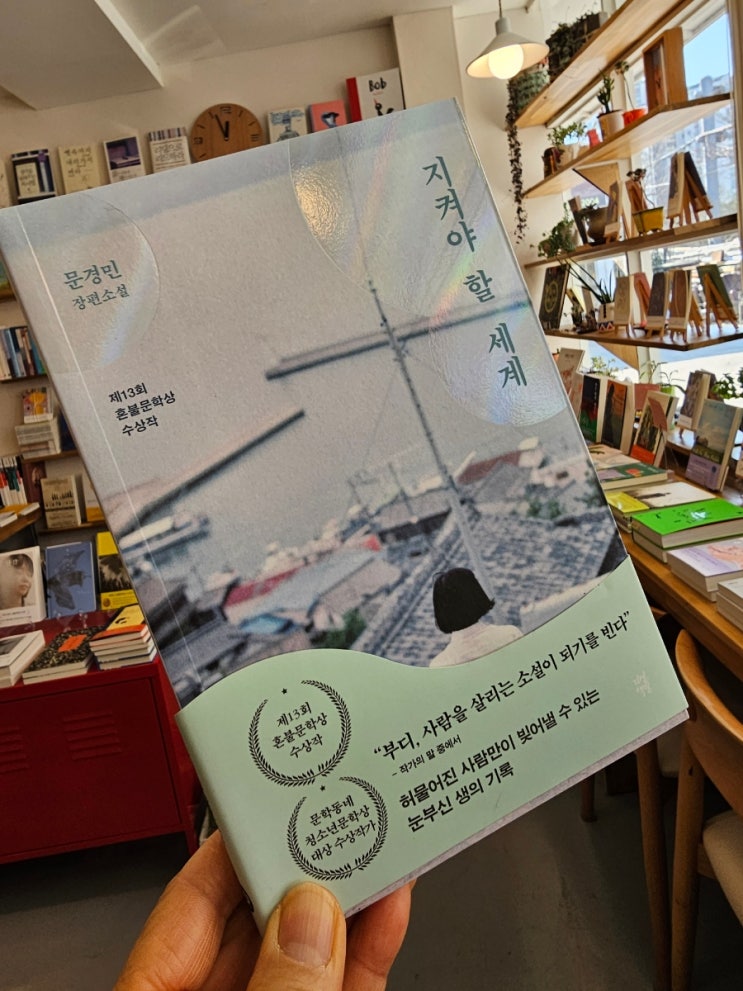 지켜야 할 세계
문경민
장편소설
제13회
혼불문학상
수상작
제13회
혼불문학상
수상작
문학동네
청소년문학상
대상 수상작가
“부디, 사람을 살리는 소설이 되기를 빈다”
- 작가의 말 중에서
허물어진 사람만이 빚어낼 수 있는
눈부신 생의 기록
Bob